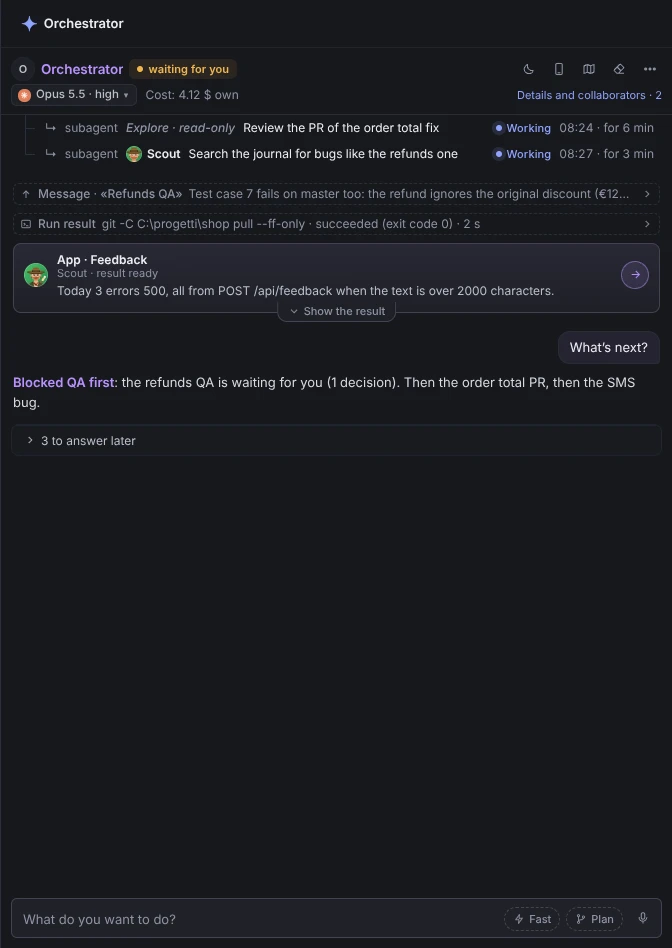 Orchestrator
O Orchestrator waiting for you
Opus 5.5 · high Cost: 4.12 $ own Details and collaborators · 2
subagent Explore · read-only Review the PR of the order total fix Working 08:24 · for 6 min
subagent Scout Search the journal for bugs like the refunds one Working 08:27 · for 3 min
Message · «Refunds QA» Test case 7 fails on master too: the refund ignores the original discount (€12...
Run result git -C C:\progetti\shop pull --ff-only · succeeded (exit code 0) · 2 s
App · Feedback
Scout · result ready
Today 3 errors 500, all from POST /api/feedback when the text is over 2000 characters.
Show the result
What's next?
Blocked QA first: the refunds QA is waiting for you (1 decision). Then the order total PR, then the SMS
bug.
3 to answer later
What do you want to do? Fast Plan